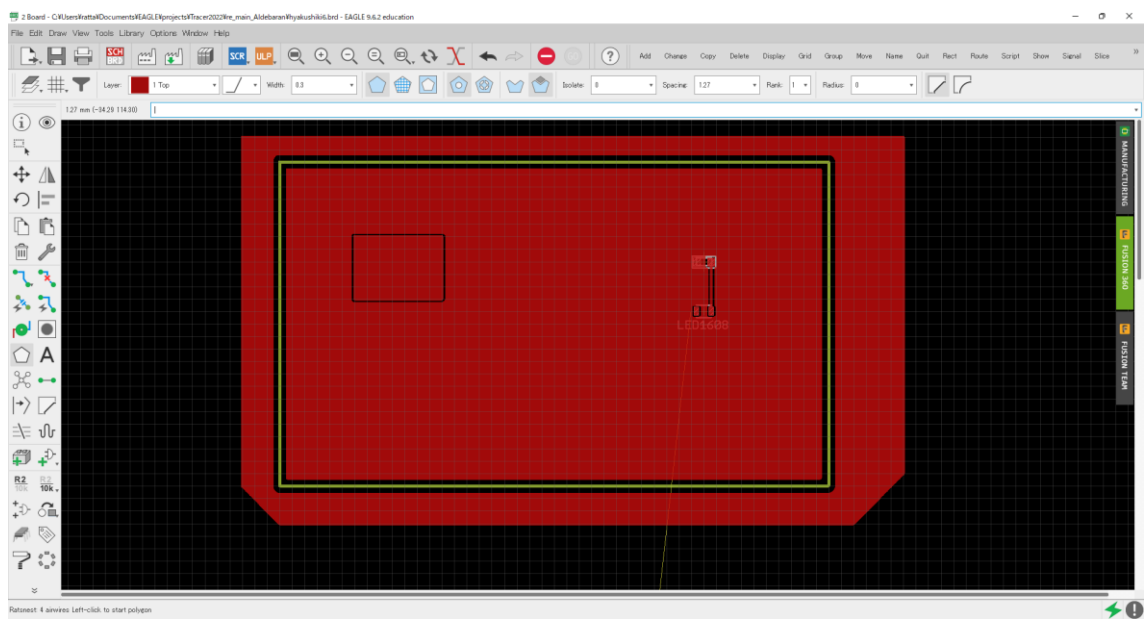 2 Board - C:¥Users¥ratta¥Documents¥EAGLE¥projects¥Tracer2022¥re_main_Aldebaran¥hyakushiki6.brd - EAGLE 9.6.2 education
File Edit Draw View Tools Library Options Window Help
SCH
BRD
SCR
ULP
Add Change Copy Delete Display Grid Group Move Name Quit Rect Route Script Show Signal Slice
Layer: 1 Top Width: 8.3 Isolate: 0 Spacing: 1.27 Rank: 1 Radius: 0
1.27 mm (-34.29 114.30)
MANUFACTURING
FUSION 360
FUSION TEAM
LED1608
A
R2
10k
R2
10k
Ratsnest: 4 airwires Left-click to start polygon